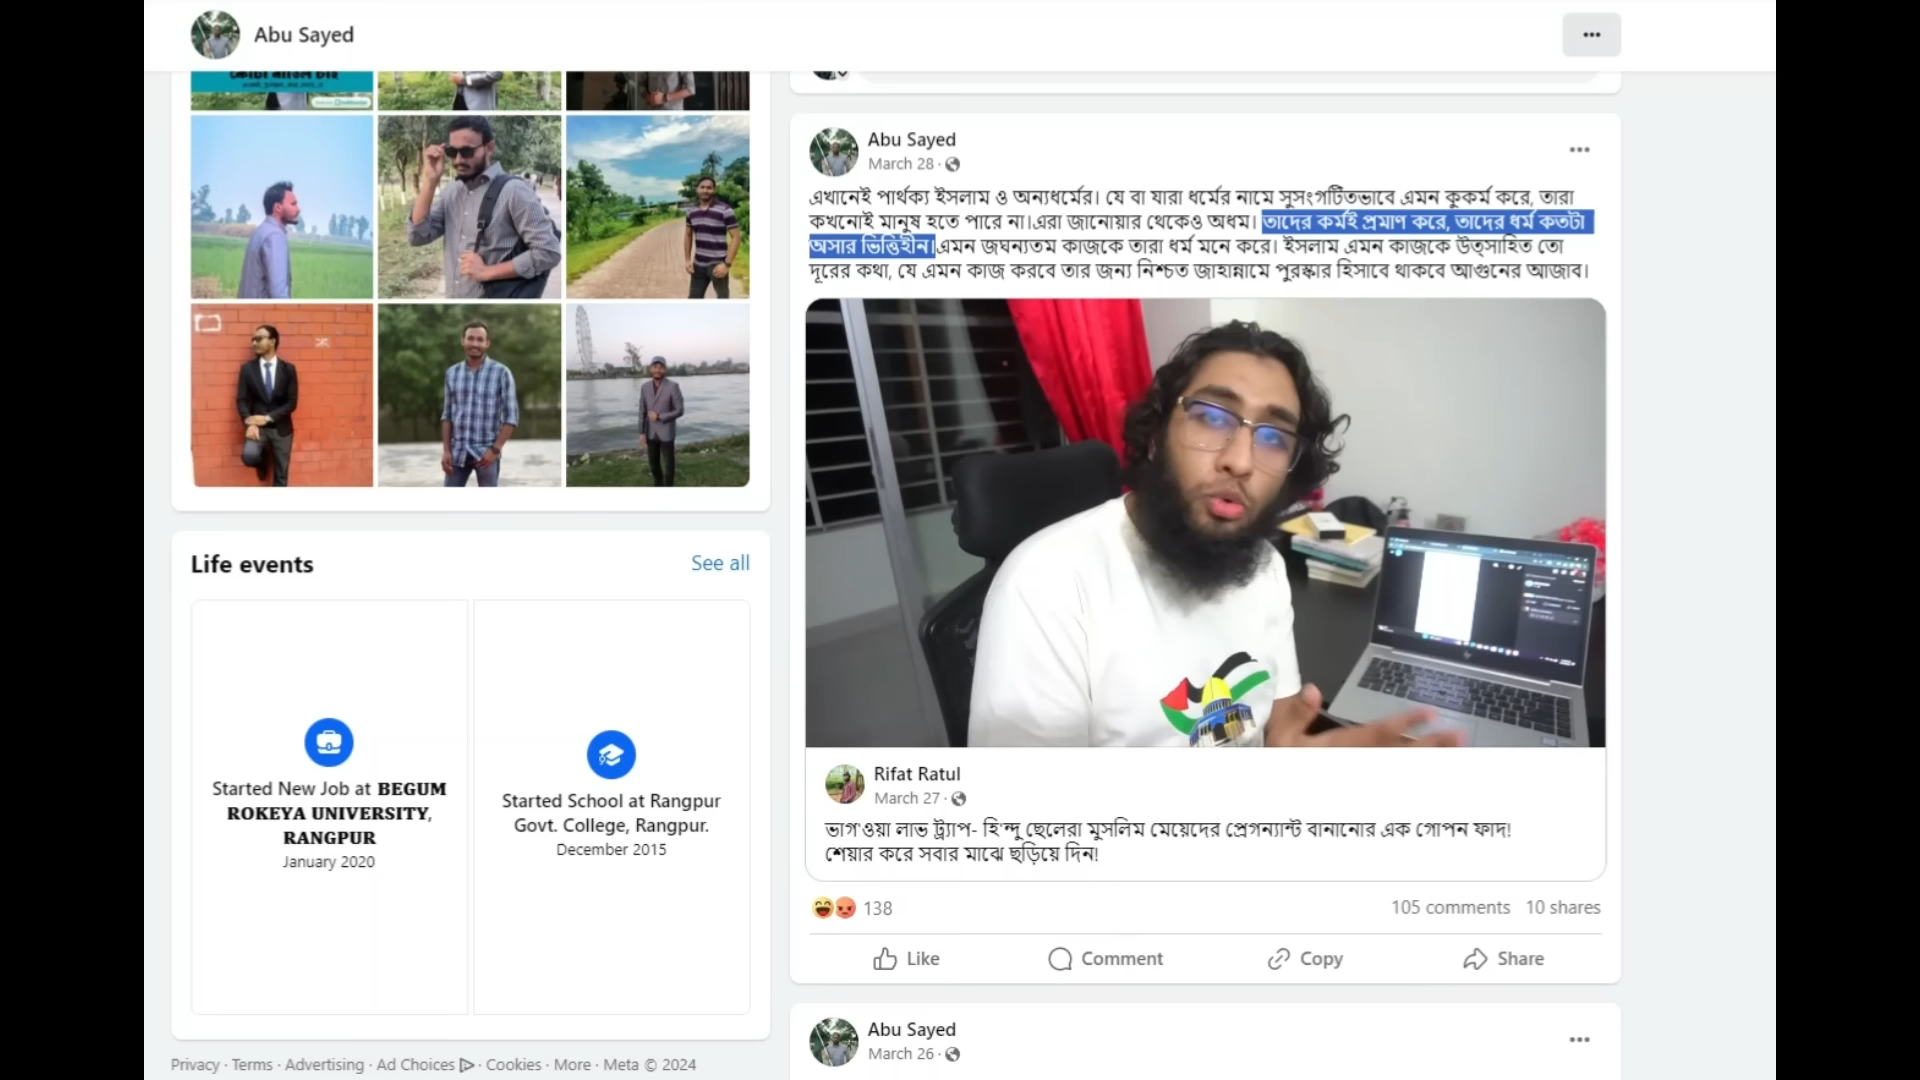 Abu Sayed
Abu Sayed
March 28
এখানেই পার্থক্য ইসলাম ও অন্যধর্মের। যে বা যারা ধর্মের নামে সুসংগঠিতভাবে এমন কুকর্ম করে, তারা
কখনোই মানুষ হতে পারে না।এরা জানোয়ার থেকেও অধম। তাদের কর্মই প্রমাণ করে, তাদের ধর্ম কতটা
অসার ভিত্তিহীন।এমন জঘন্যতম কাজকে তারা ধর্ম মনে করে। ইসলাম এমন কাজকে উত্সাহিত তো
দূরের কথা, যে এমন কাজ করবে তার জন্য নিশ্চত জাহান্নামে পুরস্কার হিসাবে থাকবে আগুনের আজাব।
Rifat Ratul
March 27
ভাগ'ওয়া লাভ ট্র্যাপ- হি'ন্দু ছেলেরা মুসলিম মেয়েদের প্রেগন্যান্ট বানানোর এক গোপন ফাদ!
শেয়ার করে সবার মাঝে ছড়িয়ে দিন!
138
105 comments 10 shares
Like Comment Copy Share
Abu Sayed
March 26
Life events
See all
Started New Job at BEGUM
ROKEYA UNIVERSITY,
RANGPUR
January 2020
Started School at Rangpur
Govt. College, Rangpur.
December 2015
Privacy · Terms · Advertising · Ad Choices · Cookies · More · Meta © 2024